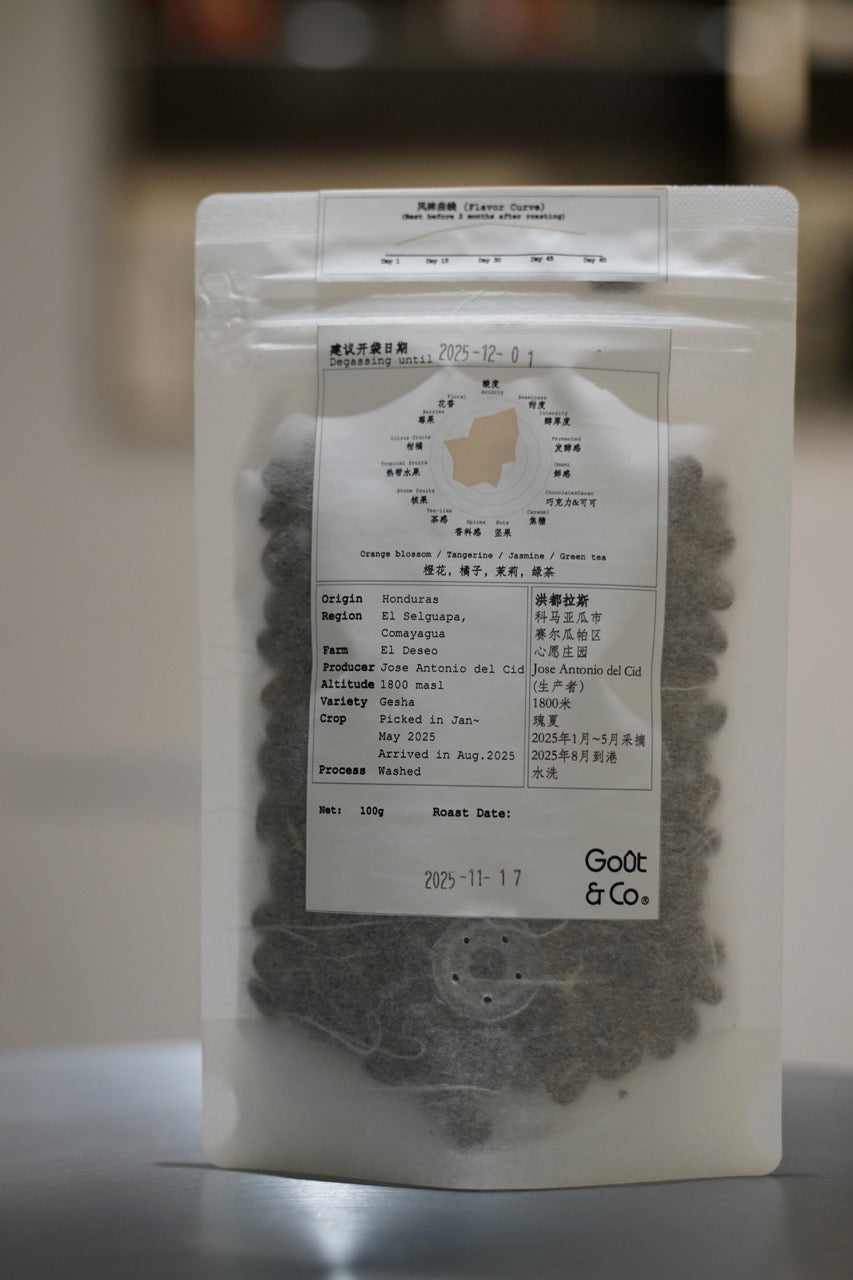 风味曲线 (Flavor Curve)
(Best before 2 months after roasting)
Day 1 Day 15 Day 30 Day 45 Day 60
建议开袋日期
Degassing until 2025-12-01
酸度
Acidity
Sweetness
甜度
Intensity
醇厚度
Fermented
发酵感
Umami
鲜感
Chocolate&Cacao
巧克力&可可
Caramel
焦糖
Nuts
坚果
Spices
香料感
Tea-like
茶感
Stone fruits
核果
Tropical fruits
热带水果
Citrus fruits
柑橘
Berries
莓果
Floral
花香
Orange blossom / Tangerine / Jasmine / Green tea
橙花，橘子，茉莉，绿茶
Origin Honduras
Region El Selguapa,
Comayagua
Farm El Deseo
Producer Jose Antonio del Cid
Altitude 1800 masl
Variety Gesha
Crop Picked in Jan~
May 2025
Arrived in Aug.2025
Process Washed
洪都拉斯
科马亚瓜市
赛尔瓜帕区
心愿庄园
Jose Antonio del Cid
(生产者)
1800米
瑰夏
2025年1月~5月采摘
2025年8月到港
水洗
Net: 100g Roast Date:
2025-11-17
Goût
& Co®